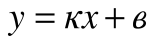 y = кx + в